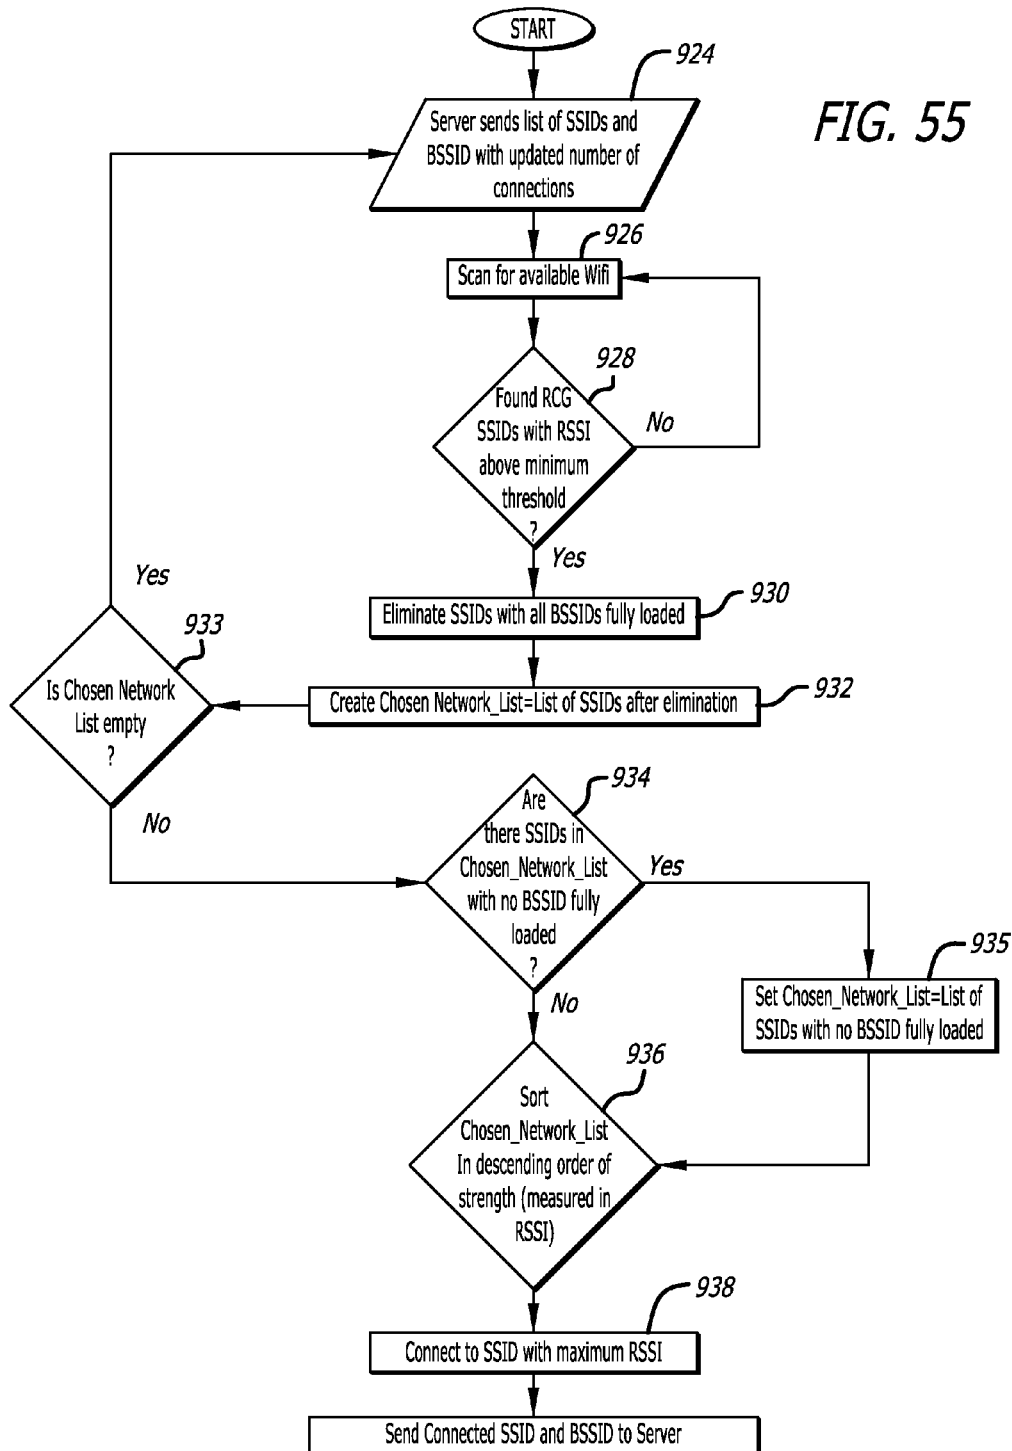 START
924
FIG. 55
Server sends list of SSIDs and
BSSID with updated number of
connections
926
Scan for available Wifi
928
Found RCG
SSIDs with RSSI
above minimum
threshold
?
No
Yes
930
Eliminate SSIDs with all BSSIDs fully loaded
932
Create Chosen Network_List=List of SSIDs after elimination
Yes
933
Is Chosen Network
List empty
?
No
934
Are
there SSIDs in
Chosen_Network_List
with no BSSID fully
loaded
?
Yes
No
935
Set Chosen_Network_List=List of
SSIDs with no BSSID fully loaded
936
Sort
Chosen_Network_List
In descending order of
strength (measured in
RSSI)
938
Connect to SSID with maximum RSSI
Send Connected SSID and BSSID to Server